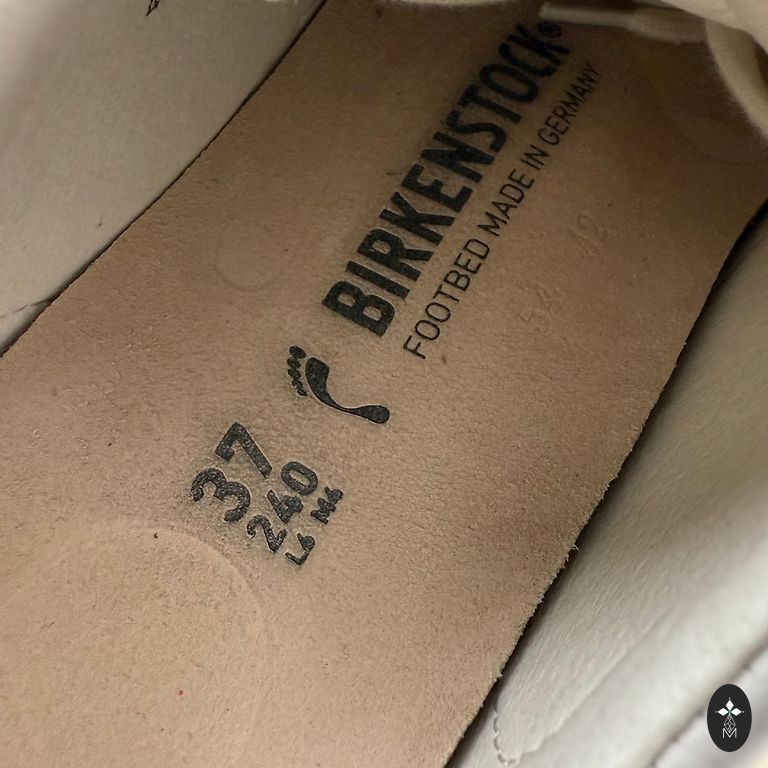 BIRKENSTOCK®
FOOTBED MADE IN GERMANY
37
240
L6 M4
M